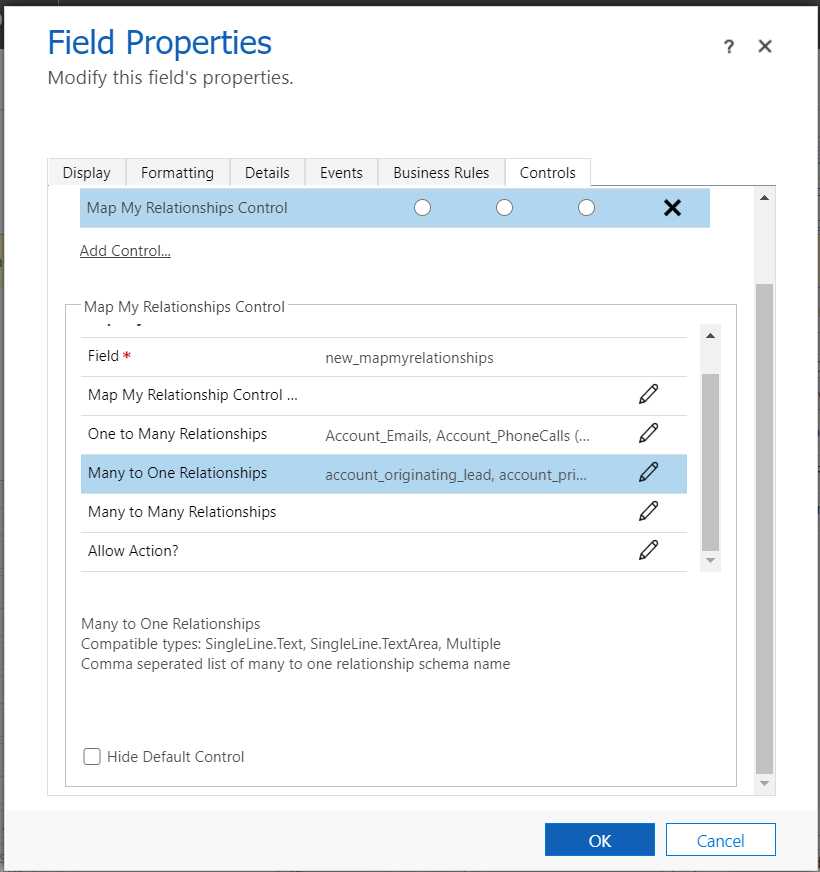 Field Properties
?
Modify this field's properties.
Display Formatting Details Events Business Rules Controls
Map My Relationships Control
Add Control...
Map My Relationships Control
Field * new_mapmyrelationships
Map My Relationship Control ...
One to Many Relationships Account_Emails, Account_PhoneCalls (...
Many to One Relationships account_originating_lead, account_pri...
Many to Many Relationships
Allow Action?
Many to One Relationships
Compatible types: SingleLine.Text, SingleLine.TextArea, Multiple
Comma seperated list of many to one relationship schema name
Hide Default Control
OK Cancel